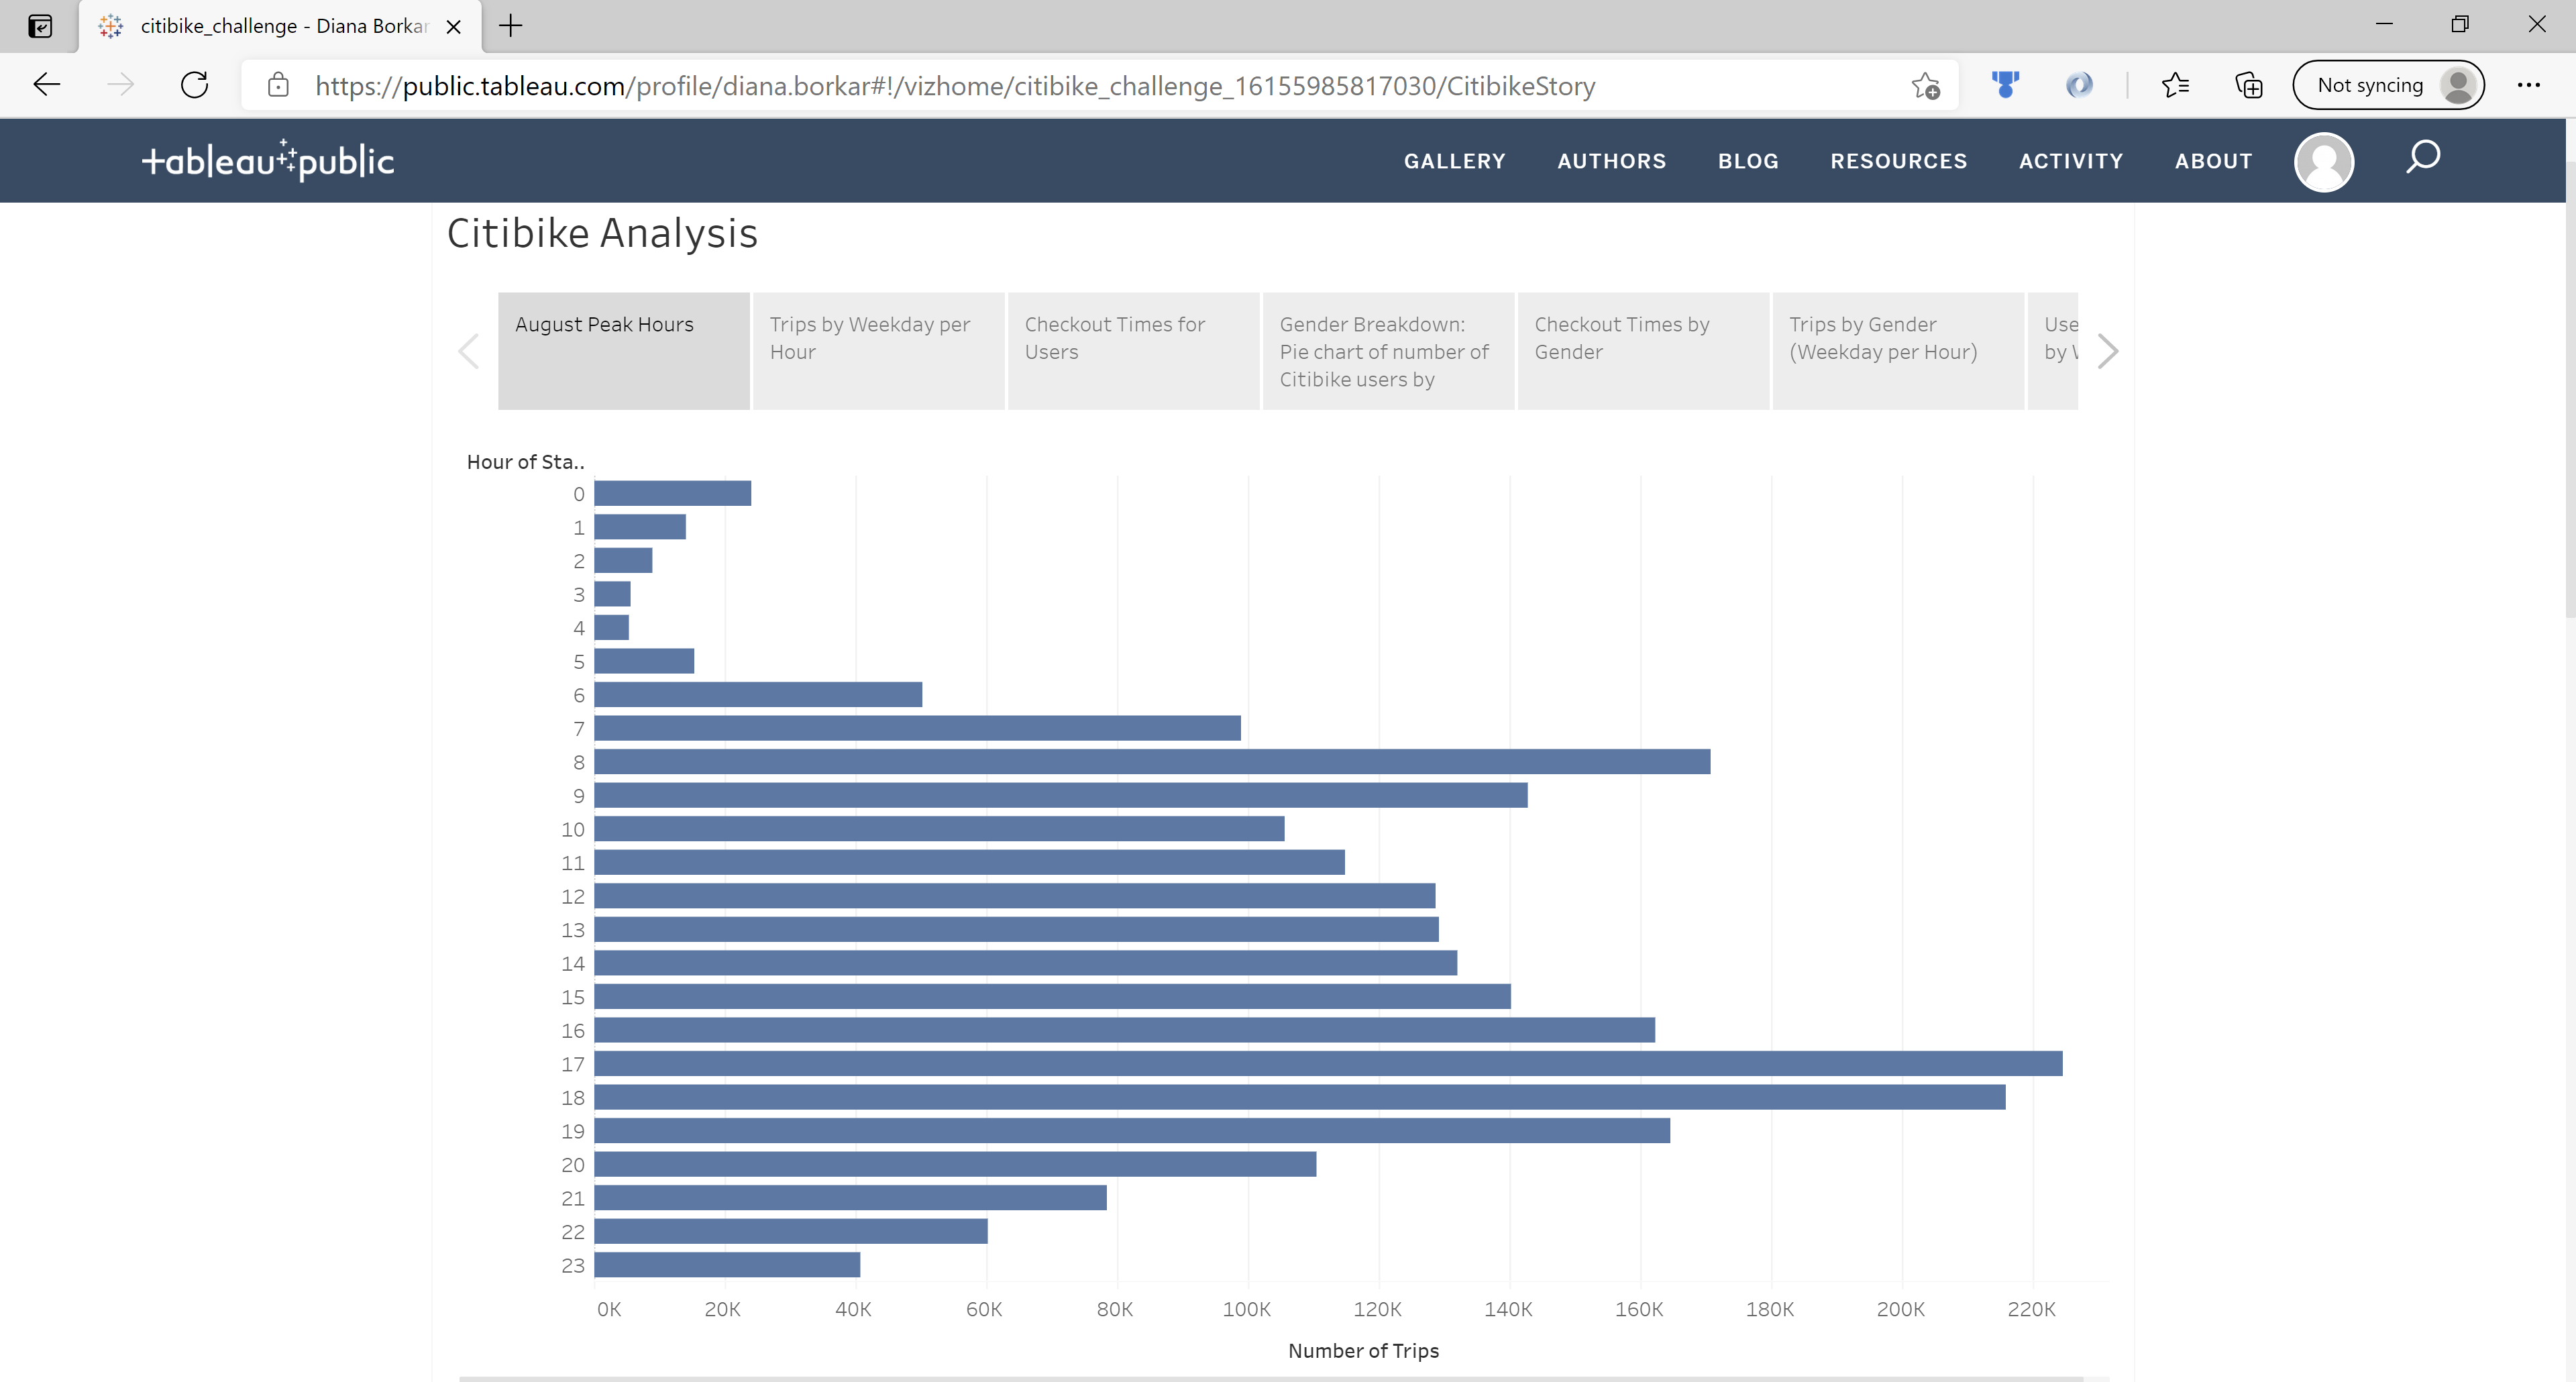 citibike_challenge - Diana Borkar
https://public.tableau.com/profile/diana.borkar#!/vizhome/citibike_challenge_16155985817030/CitibikeStory
Not syncing
tableau public
GALLERY
AUTHORS
BLOG
RESOURCES
ACTIVITY
ABOUT
Citibike Analysis
August Peak Hours
Trips by Weekday per
Hour
Checkout Times for
Users
Gender Breakdown:
Pie chart of number of
Citibike users by
Checkout Times by
Gender
Trips by Gender
(Weekday per Hour)
Use
by
Hour of Sta..
0
1
2
3
4
5
6
7
8
9
10
11
12
13
14
15
16
17
18
19
20
21
22
23
0K 20K 40K 60K 80K 100K 120K 140K 160K 180K 200K 220K
Number of Trips